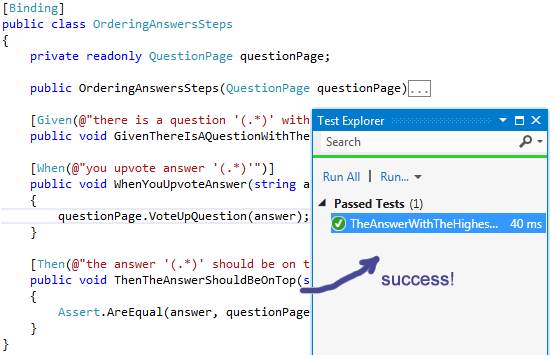 [Binding]
public class OrderingAnswersSteps
{
private readonly QuestionPage questionPage;
public OrderingAnswersSteps(QuestionPage questionPage)...
[Given(@"there is a question '(.*)' with
public void GivenThereIsAQuestionWithThe
[When(@"you upvote answer '(.*)'")]
public void WhenYouUpvoteAnswer(string a
{
questionPage.VoteUpQuestion(answer);
}
[Then(@"the answer '(.*)' should be on t
public void ThenTheAnswerShouldBeOnTop(s
{
Assert.AreEqual(answer, questionPage
}
}
Test Explorer
Search
Run All | Run...
Passed Tests (1)
TheAnswerWithTheHighes... 40 ms
success!